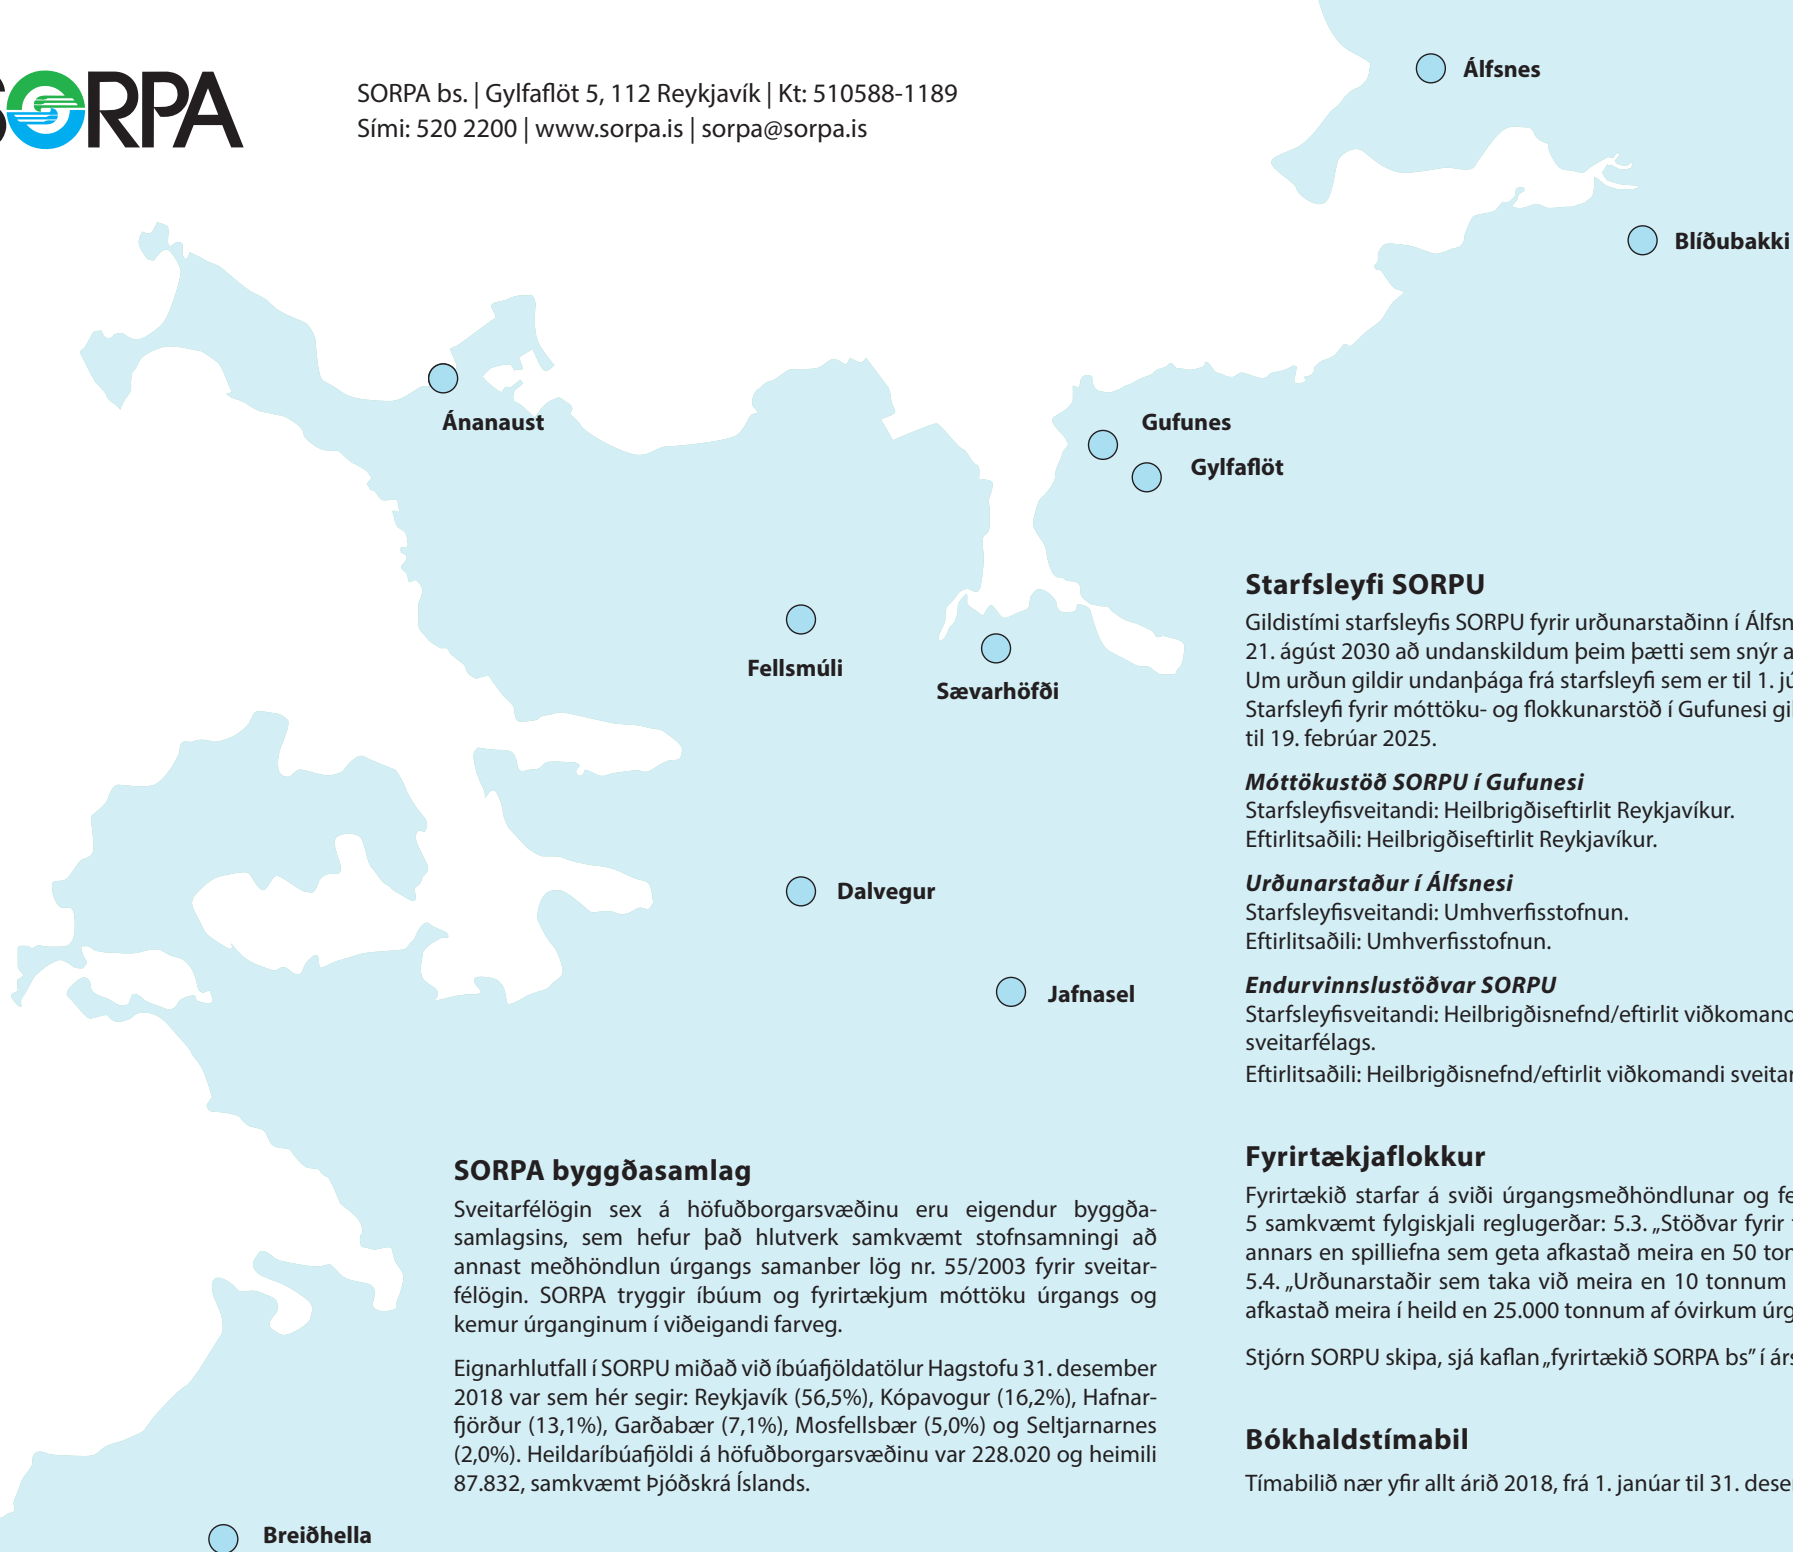 SORPA
SORPA bs. | Gylfaflöt 5, 112 Reykjavík | Kt: 510588-1189
Sími: 520 2200 | www.sorpa.is | sorpa@sorpa.is
Álfsnes
Blíðubakki
Ánanaust
Gufunes
Gylfaflöt
Fellsmúli
Sævarhöfði
Dalvegur
Jafnasel
Breiðhella
SORPA byggðasamlag
Sveitarfélögin sex á höfuðborgarsvæðinu eru eigendur byggða-
samlagsins, sem hefur það hlutverk samkvæmt stofnsamningi að
annast meðhöndlun úrgangs samanber lög nr. 55/2003 fyrir sveitar-
félögin. SORPA tryggir íbúum og fyrirtækjum móttöku úrgangs og
kemur úrganginum í viðeigandi farveg.
Eignarhlutfall í SORPU miðað við íbúafjöldatölur Hagstofu 31. desember
2018 var sem hér segir: Reykjavík (56,5%), Kópavogur (16,2%), Hafnar-
fjörður (13,1%), Garðabær (7,1%), Mosfellsbær (5,0%) og Seltjarnarnes
(2,0%). Heildaríbúafjöldi á höfuðborgarsvæðinu var 228.020 og heimili
87.832, samkvæmt Þjóðskrá Íslands.
Starfsleyfi SORPU
Gildistími starfsleyfis SORPU fyrir urðunarstaðinn í Álfsn
21. ágúst 2030 að undanskildum þeim þætti sem snýr a
Um urðun gildir undanþága frá starfsleyfi sem er til 1. jú
Starfsleyfi fyrir móttöku- og flokkunarstöð í Gufunesi gil
til 19. febrúar 2025.
Móttökustöð SORPU í Gufunesi
Starfsleyfisveitandi: Heilbrigðiseftirlit Reykjavíkur.
Eftirlitsaðili: Heilbrigðiseftirlit Reykjavíkur.
Urðunarstaður í Álfsnesi
Starfsleyfisveitandi: Umhverfisstofnun.
Eftirlitsaðili: Umhverfisstofnun.
Endurvinnslustöðvar SORPU
Starfsleyfisveitandi: Heilbrigðisnefnd/eftirlit viðkomand
sveitarfélags.
Eftirlitsaðili: Heilbrigðisnefnd/eftirlit viðkomandi sveitar
Fyrirtækjaflokkur
Fyrirtækið starfar á sviði úrgangsmeðhöndlunar og fe
5 samkvæmt fylgiskjali reglugerðar: 5.3. „Stöðvar fyrir
annars en spilliefna sem geta afkastað meira en 50 ton
5.4. „Urðunarstaðir sem taka við meira en 10 tonnum
afkastað meira í heild en 25.000 tonnum af óvirkum úrg
Stjórn SORPU skipa, sjá kaflan „fyrirtækið SORPA bs” í árs
Bókhaldstímabil
Tímabilið nær yfir allt árið 2018, frá 1. janúar til 31. dese